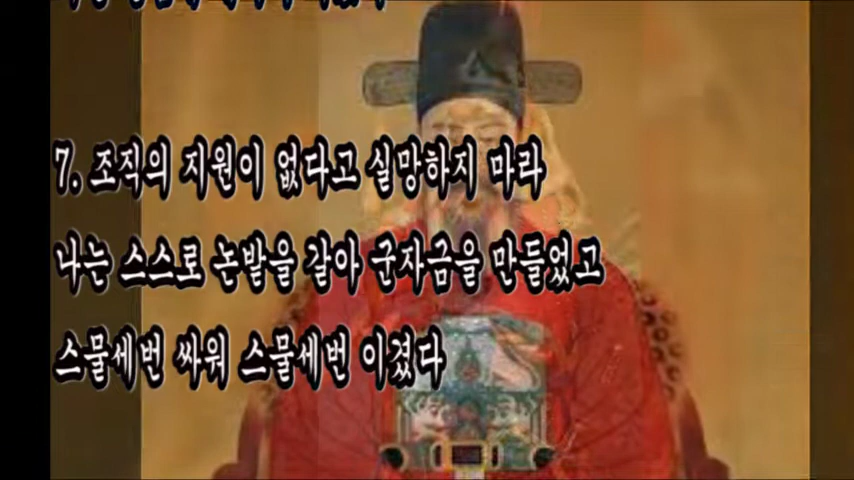 7. 조직의 지원이 없다고 실망하지 마라
나는 스스로 논밭을 갈아 군자금을 만들었고
스물세번 싸워 스물세번 이겼다